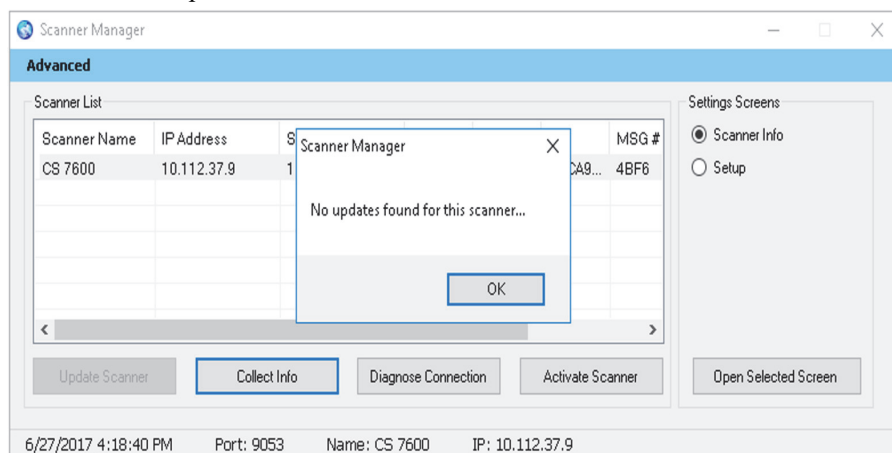 Scanner Manager
Advanced
Scanner List
Settings Screens
Scanner Name IP Address S MSG #
CS 7600 10.112.37.9 1 CA9... 4BF6
Scanner Manager
No updates found for this scanner...
OK
Scanner Info
Setup
Update Scanner Collect Info Diagnose Connection Activate Scanner Open Selected Screen
6/27/2017 4:18:40 PM Port: 9053 Name: CS 7600 IP: 10.112.37.9